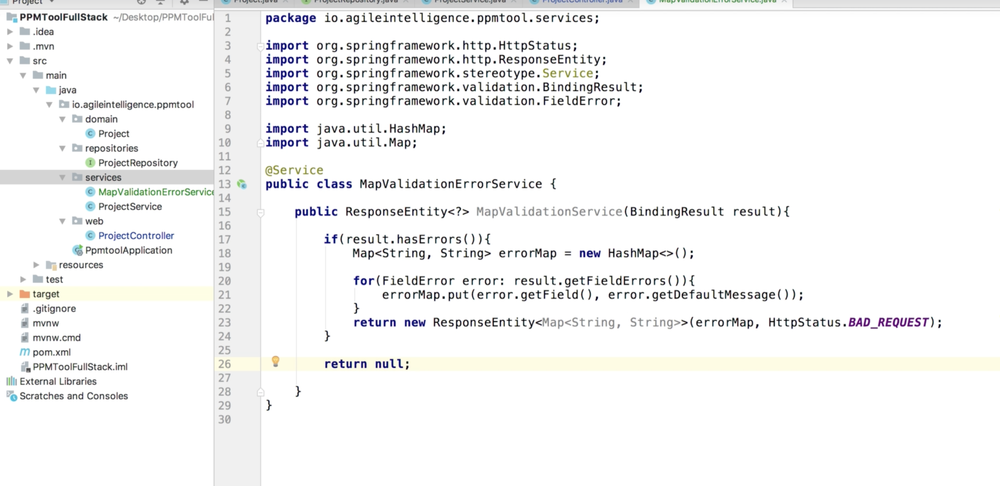 Project
Project.java
ProjectRepository.java
ProjectService.java
ProjectController.java
MapValidationErrorService.java
PPMToolFullStack ~/Desktop/PPMToolFul
.idea
.mvn
src
main
java
io.agileintelligence.ppmtool
domain
Project
repositories
ProjectRepository
services
MapValidationErrorService
ProjectService
web
ProjectController
PpmtoolApplication
resources
test
target
.gitignore
mvnw
mvnw.cmd
pom.xml
PPMToolFullStack.iml
External Libraries
Scratches and Consoles
1 package io.agileintelligence.ppmtool.services;
2
3 import org.springframework.http.HttpStatus;
4 import org.springframework.http.ResponseEntity;
5 import org.springframework.stereotype.Service;
6 import org.springframework.validation.BindingResult;
7 import org.springframework.validation.FieldError;
8
9 import java.util.HashMap;
10 import java.util.Map;
11
12 @Service
13 public class MapValidationErrorService {
14
15 public ResponseEntity<?> MapValidationService(BindingResult result){
16
17 if(result.hasErrors()){
18 Map<String, String> errorMap = new HashMap<>();
19
20 for(FieldError error: result.getFieldErrors()){
21 errorMap.put(error.getField(), error.getDefaultMessage());
22 }
23 return new ResponseEntity<Map<String, String>>(errorMap, HttpStatus.BAD_REQUEST);
24 }
25
26 return null;
27
28 }
29 }
30